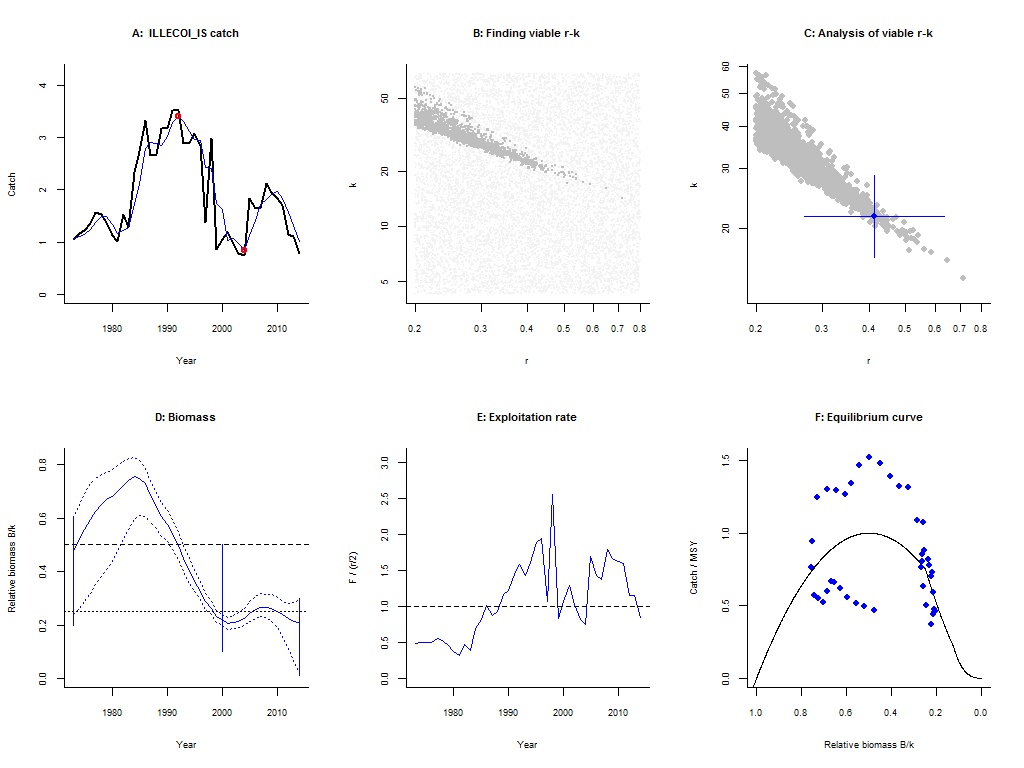 A: ILLECOI_IS catch
Catch
4
3
2
1
0
1980 1990 2000 2010
Year
B: Finding viable r-k
k
50
20
10
5
0.2 0.3 0.4 0.5 0.6 0.7 0.8
r
C: Analysis of viable r-k
k
60
50
40
30
20
0.2 0.3 0.4 0.5 0.6 0.7 0.8
r
D: Biomass
Relative biomass B/k
0.8
0.6
0.4
0.2
0.0
1980 1990 2000 2010
Year
E: Exploitation rate
F / (r/2)
3.0
2.5
2.0
1.5
1.0
0.5
0.0
1980 1990 2000 2010
Year
F: Equilibrium curve
Catch / MSY
1.5
1.0
0.5
0.0
1.0 0.8 0.6 0.4 0.2 0.0
Relative biomass B/k